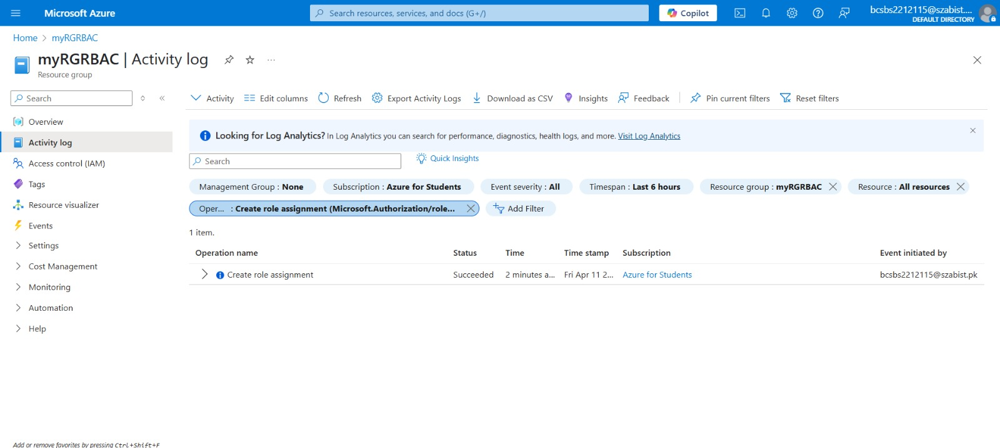 Microsoft Azure
Search resources, services, and docs (G+/)
Copilot
bcsbs2212115@szabist....
DEFAULT DIRECTORY
Home > myRGRBAC
myRGRBAC | Activity log ...
Resource group
Search
Overview
Activity log
Access control (IAM)
Tags
Resource visualizer
Events
Settings
Cost Management
Monitoring
Automation
Help
Add or remove favorites by pressing Ctrl+Shift+F
Activity Edit columns Refresh Export Activity Logs Download as CSV Insights Feedback Pin current filters Reset filters
Looking for Log Analytics? In Log Analytics you can search for performance, diagnostics, health logs, and more. Visit Log Analytics
Search
Quick Insights
Management Group : None Subscription : Azure for Students Event severity : All Timespan : Last 6 hours Resource group : myRGRBAC Resource : All resources
Oper... : Create role assignment (Microsoft.Authorization/role... Add Filter
1 item.
Operation name Status Time Time stamp Subscription Event initiated by
Create role assignment Succeeded 2 minutes a... Fri Apr 11 2... Azure for Students bcsbs2212115@szabist.pk